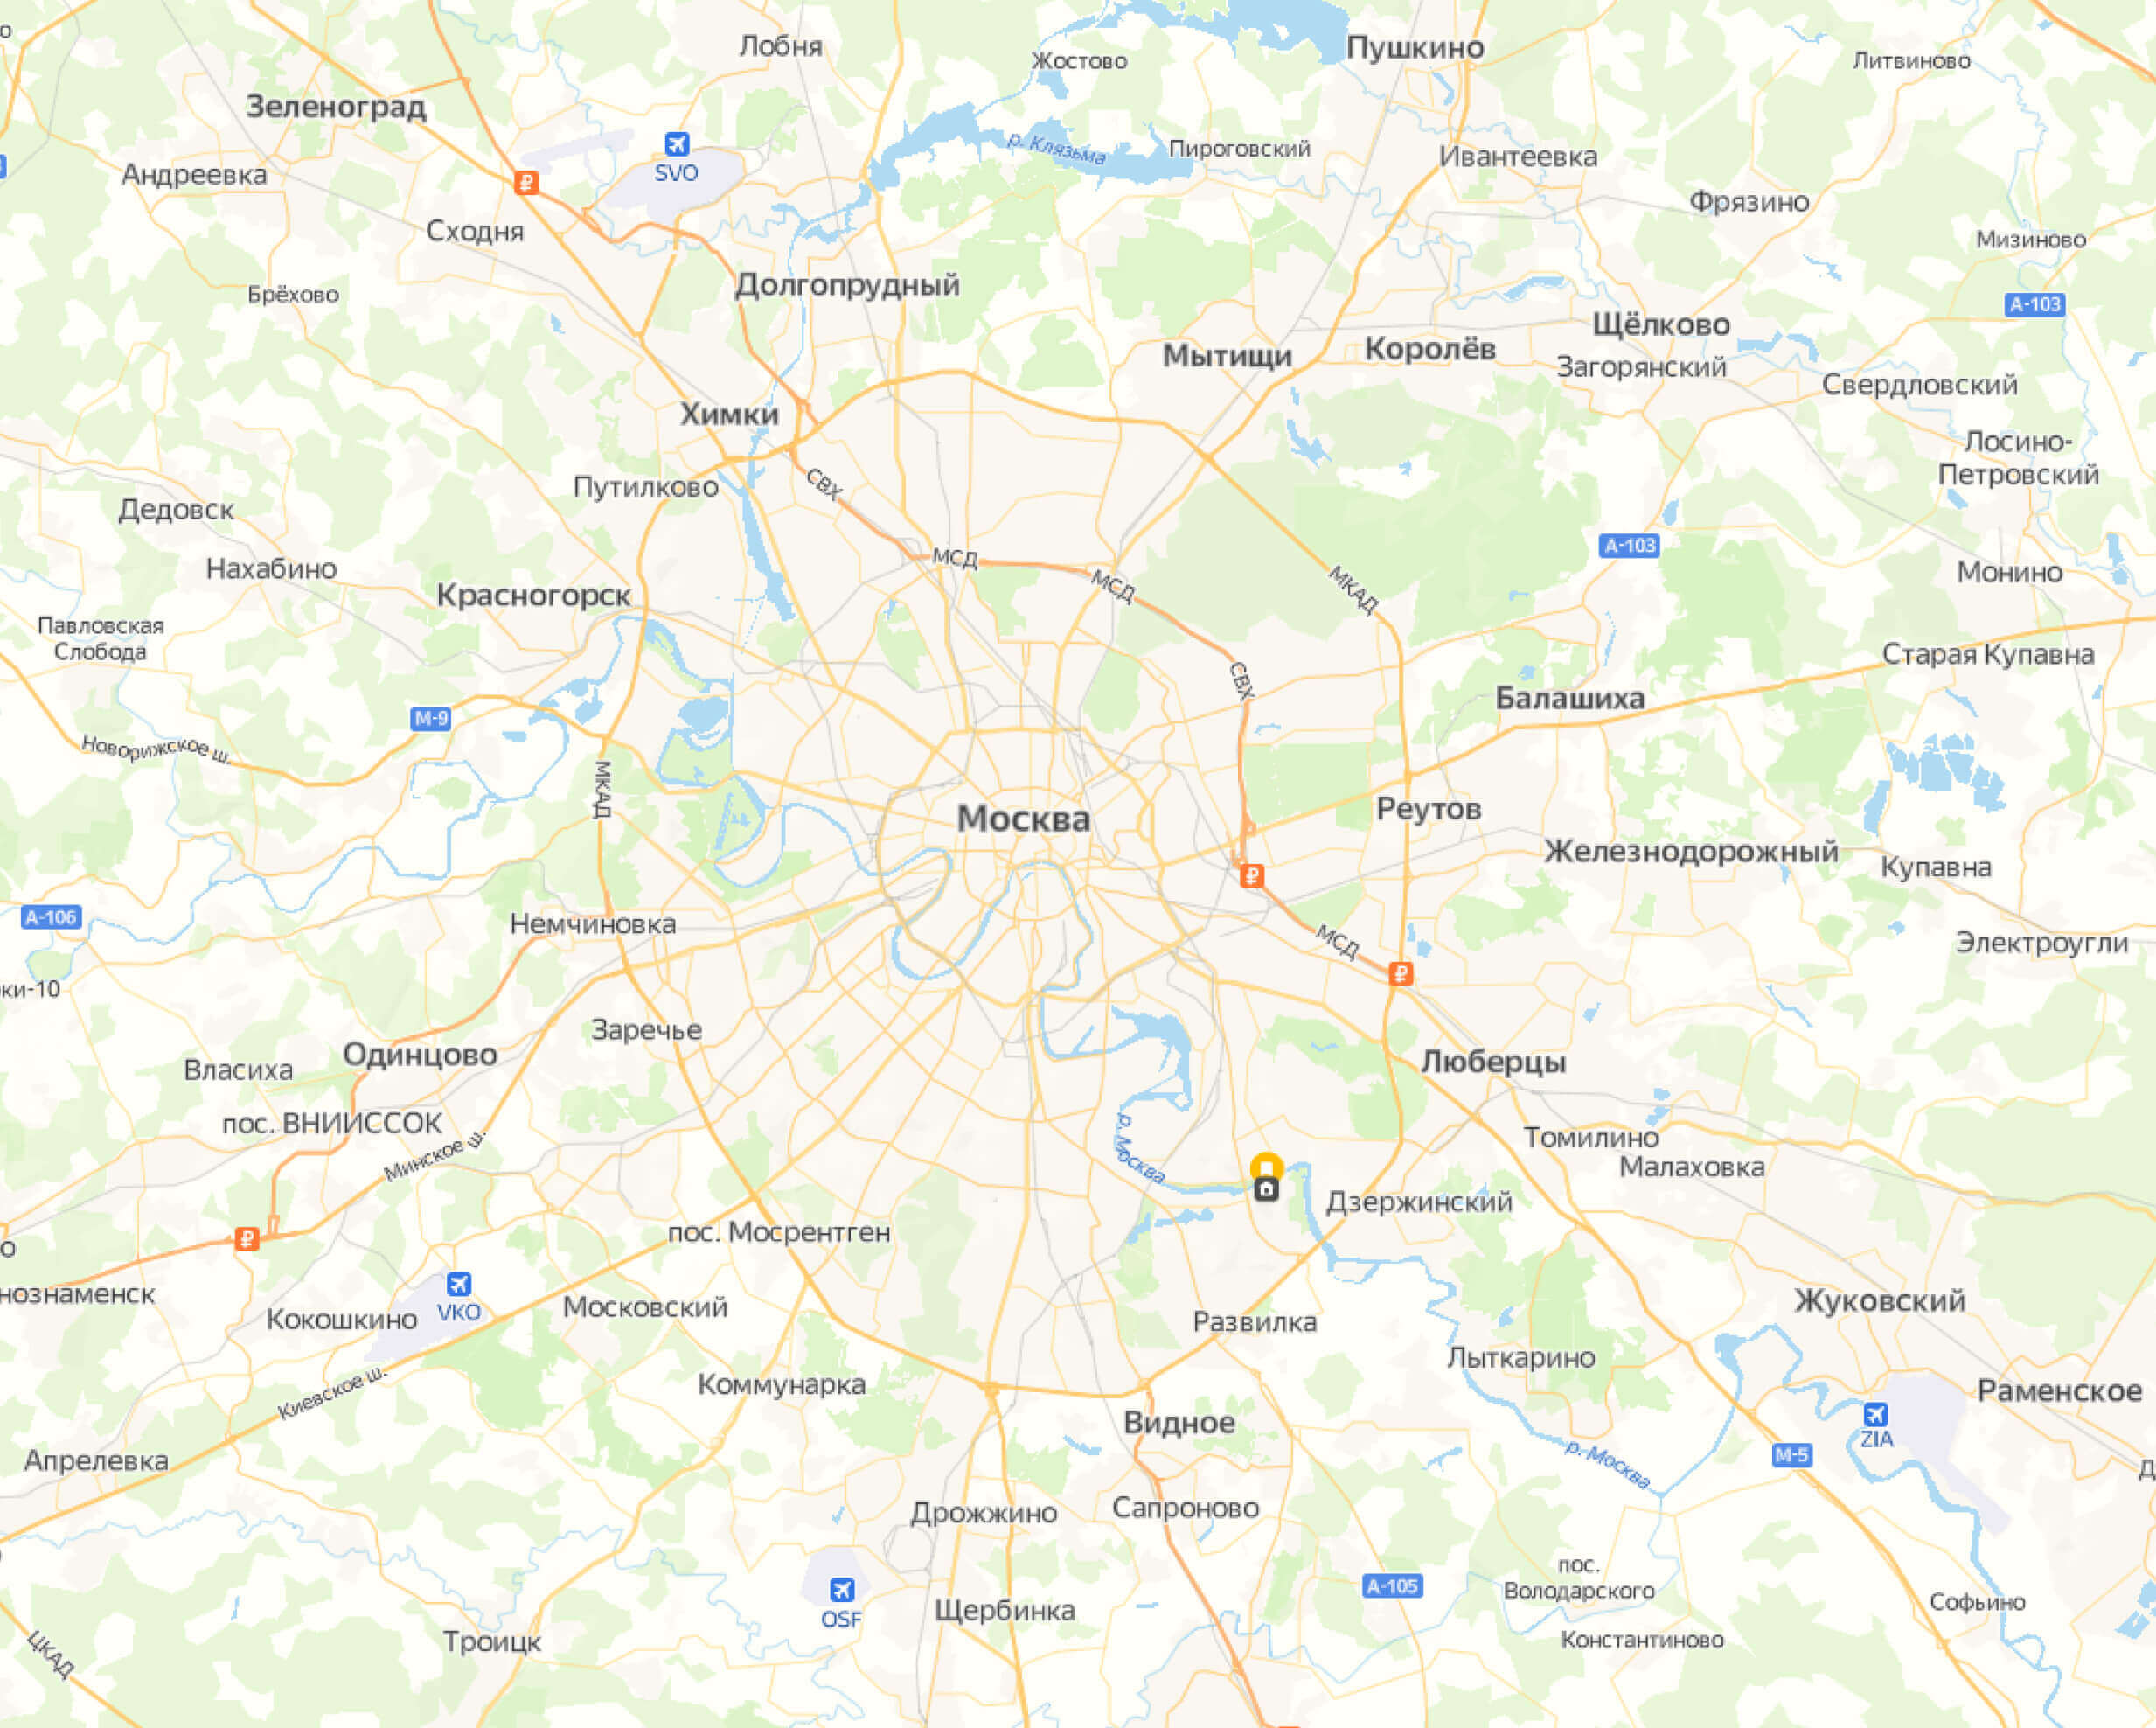 Лобня
Жостово
Пушкино
Литвиново
Зеленоград
SVO
р. Клязьма
Пироговский
Ивантеевка
Андреевка
Фрязино
Сходня
Мизиново
Брёхово
Долгопрудный
А-103
Щёлково
Мытищи
Королёв
Загорянский
Свердловский
Химки
Лосино-
Петровский
Путилково
СВХ
Дедовск
А-103
Нахабино
МСД
МСД
МКАД
Монино
Красногорск
Павловская
Слобода
СВХ
Старая Купавна
Балашиха
М-9
Новорижское ш.
МКАД
Москва
Реутов
Железнодорожный
Купавна
А-106
Немчиновка
МСД
Электроугли
ки-10
Заречье
Одинцово
Власиха
Люберцы
пос. ВНИИССОК
Минское ш.
р. Москва
Томилино
Малаховка
Дзержинский
пос. Мосрентген
о
нознаменск
Кокошкино
VKO
Московский
Развилка
Жуковский
Лыткарино
Киевское ш.
Коммунарка
Раменское
Видное
ZIA
р. Москва
М-5
Апрелевка
Дрожжино
Сапроново
пос.
Володарского
А-105
OSF
Щербинка
Софьино
Троицк
Константиново
ЦКАД